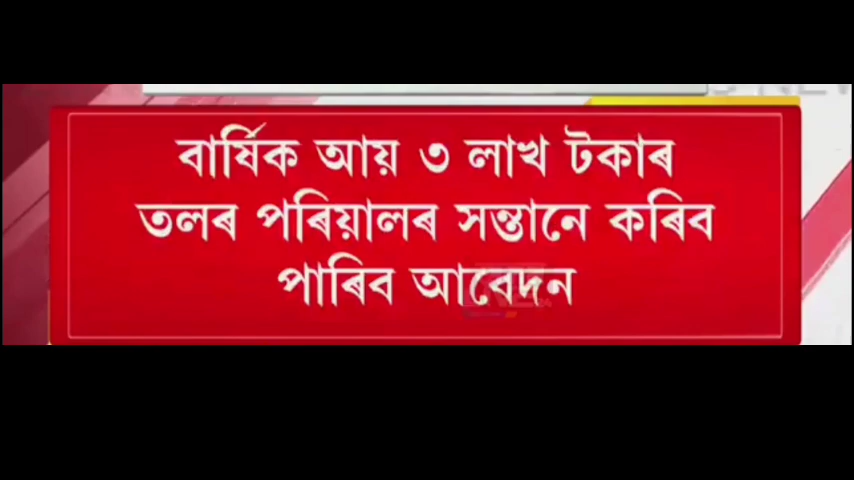 বাৰ্ষিক আয় ৩ লাখ টকাৰ
তলৰ পৰিয়ালৰ সন্তানে কৰিব
পাৰিব আবেদন